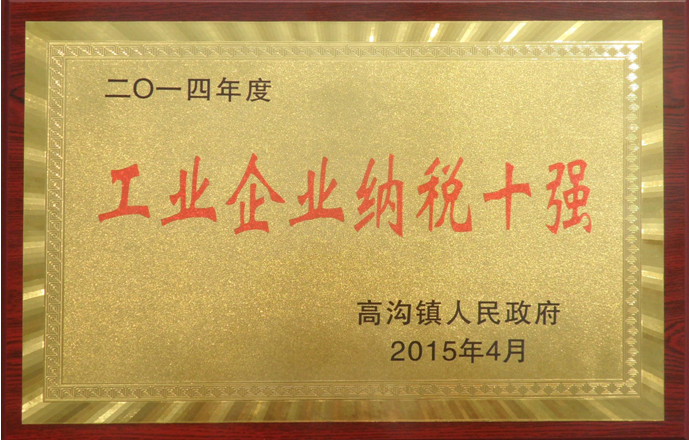 二〇一四年度
工业企业纳税十强
高沟镇人民政府
2015年4月